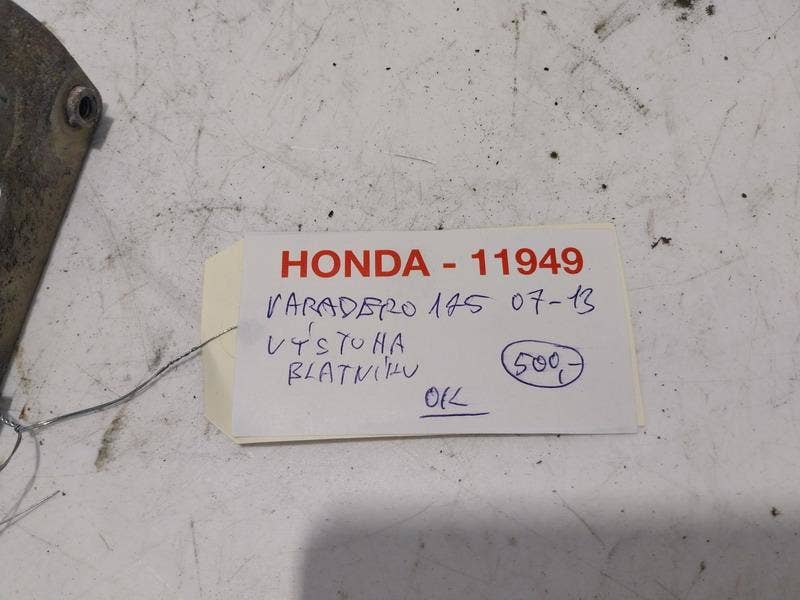 HONDA - 11949
VARADERO 125 07-13
VÝSTUHA
BLATNÍKU
500,-
OK